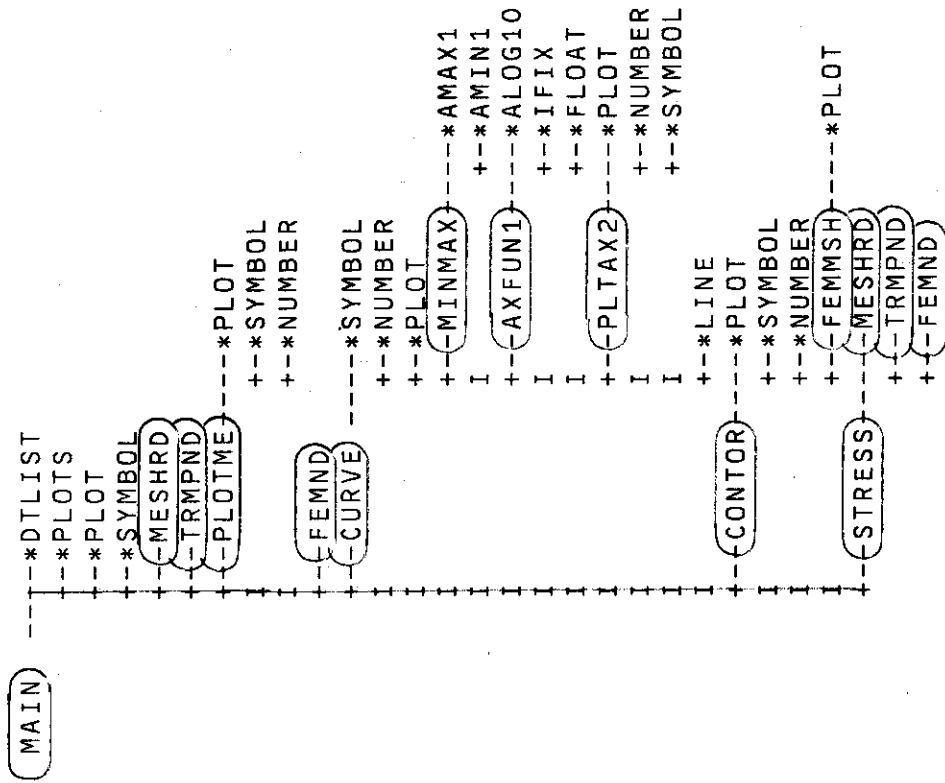 MAIN ---*DTLIST
+--*PLOTS
+--*PLOT
+--*SYMBOL
+--MESHRD
+--TRMPND
+--PLOTME----*PLOT
I +--*SYMBOL
I +--*NUMBER
+--FEMND
+--CURVE ----*SYMBOL
I +--*NUMBER
I +--*PLOT
I +--MINMAX----*AMAX1
I I +--*AMIN1
I +--AXFUN1----*ALOG10
I I +--*IFIX
I I +--*FLOAT
I +--PLTAX2----*PLOT
I I +--*NUMBER
I I +--*SYMBOL
I +--*LINE
+--CONTOR----*PLOT
I +--*SYMBOL
I +--*NUMBER
I +--FEMMSH----*PLOT
+--STRESS----MESHRD
+--TRMPND
+--FEMND